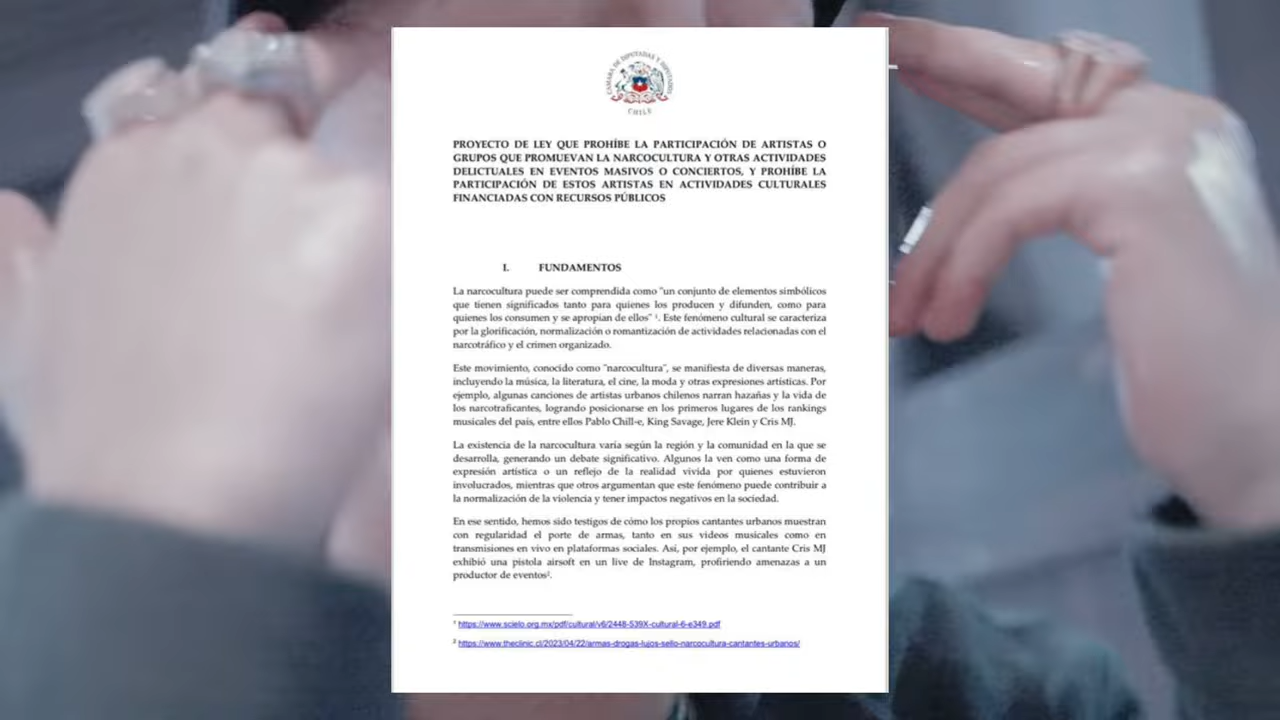 CÁMARA DE DIPUTADAS Y DIPUTADOS
CHILE
PROYECTO DE LEY QUE PROHÍBE LA PARTICIPACIÓN DE ARTISTAS O
GRUPOS QUE PROMUEVAN LA NARCOCULTURA Y OTRAS ACTIVIDADES
DELICTUALES EN EVENTOS MASIVOS O CONCIERTOS, Y PROHÍBE LA
PARTICIPACIÓN DE ESTOS ARTISTAS EN ACTIVIDADES CULTURALES
FINANCIADAS CON RECURSOS PÚBLICOS
I. FUNDAMENTOS
La narcocultura puede ser comprendida como "un conjunto de elementos simbólicos
que tienen significados tanto para quienes los producen y difunden, como para
quienes los consumen y se apropian de ellos" ¹. Este fenómeno cultural se caracteriza
por la glorificación, normalización o romantización de actividades relacionadas con el
narcotráfico y el crimen organizado.
Este movimiento, conocido como "narcocultura", se manifiesta de diversas maneras,
incluyendo la música, la literatura, el cine, la moda y otras expresiones artísticas. Por
ejemplo, algunas canciones de artistas urbanos chilenos narran hazañas y la vida de
los narcotraficantes, logrando posicionarse en los primeros lugares de los rankings
musicales del país, entre ellos Pablo Chill-e, King Savage, Jere Klein y Cris MJ.
La existencia de la narcocultura varía según la región y la comunidad en la que se
desarrolla, generando un debate significativo. Algunos la ven como una forma de
expresión artística o un reflejo de la realidad vivida por quienes estuvieron
involucrados, mientras que otros argumentan que este fenómeno puede contribuir a
la normalización de la violencia y tener impactos negativos en la sociedad.
En ese sentido, hemos sido testigos de cómo los propios cantantes urbanos muestran
con regularidad el porte de armas, tanto en sus videos musicales como en
transmisiones en vivo en plataformas sociales. Así, por ejemplo, el cantante Cris MJ
exhibió una pistola airsoft en un live de Instagram, profiriendo amenazas a un
productor de eventos².
¹ https://www.scielo.org.mx/pdf/cultural/v6/2448-539X-cultural-6-e349.pdf
² https://www.theclinic.cl/2023/04/22/armas-drogas-lujos-sello-narcocultura-cantantes-urbanos/